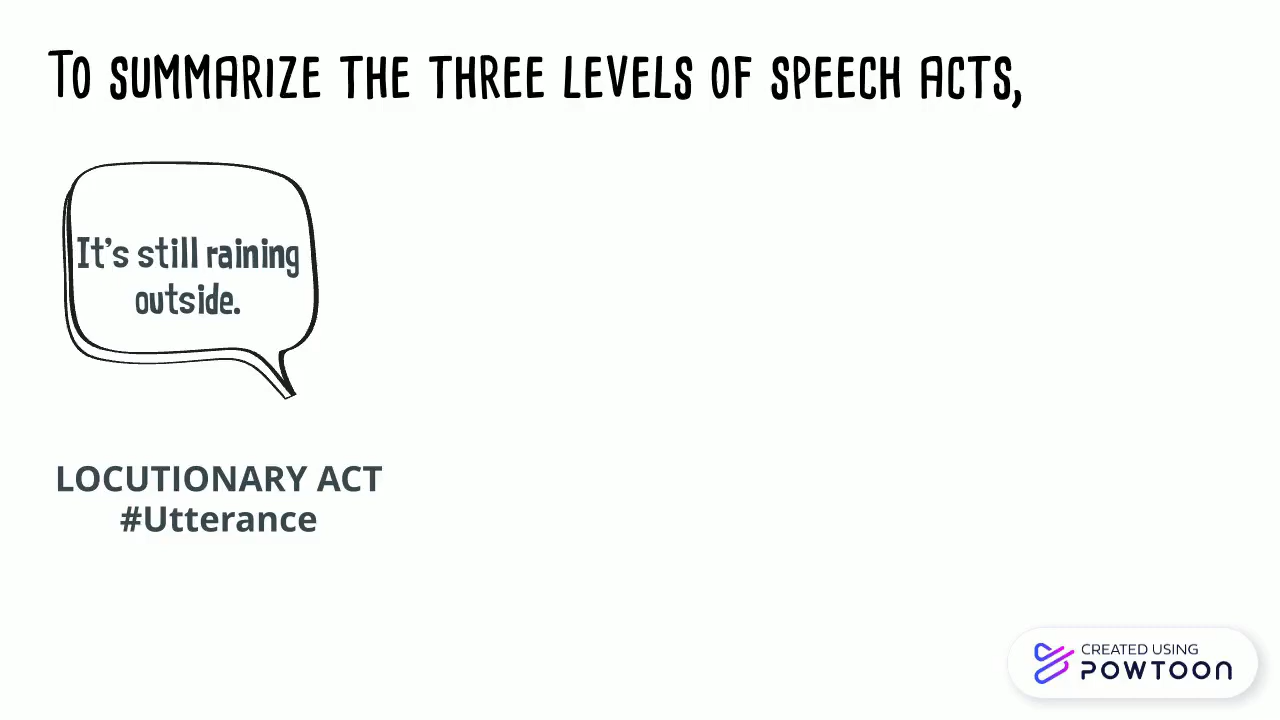 To summarize the three levels of speech acts,
It's still raining
outside.
LOCUTIONARY ACT
#Utterance
CREATED USING
POWTOON